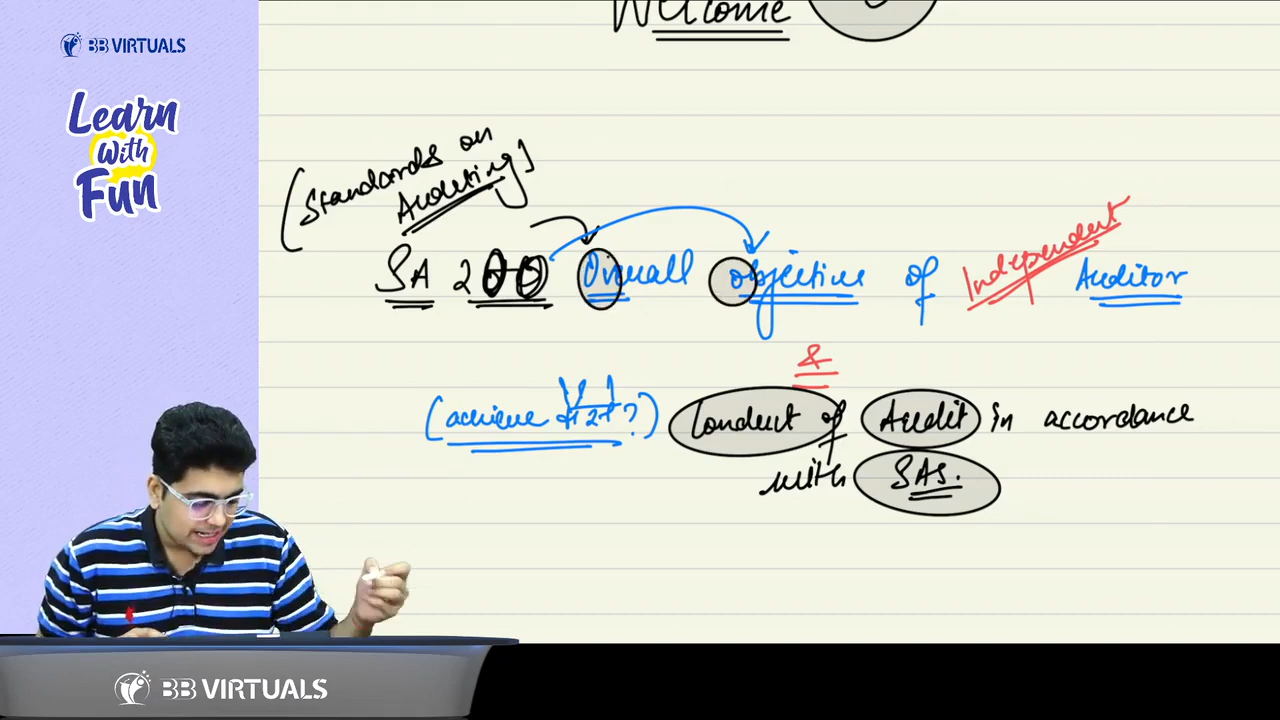 Welcome
BB VIRTUALS
Learn
With
Fun
(Standards on
Auditing)
SA 200 Overall objective of Independent Auditor
&
(achieve ?) Conduct of Audit in accordance
with SAs.
BB VIRTUALS